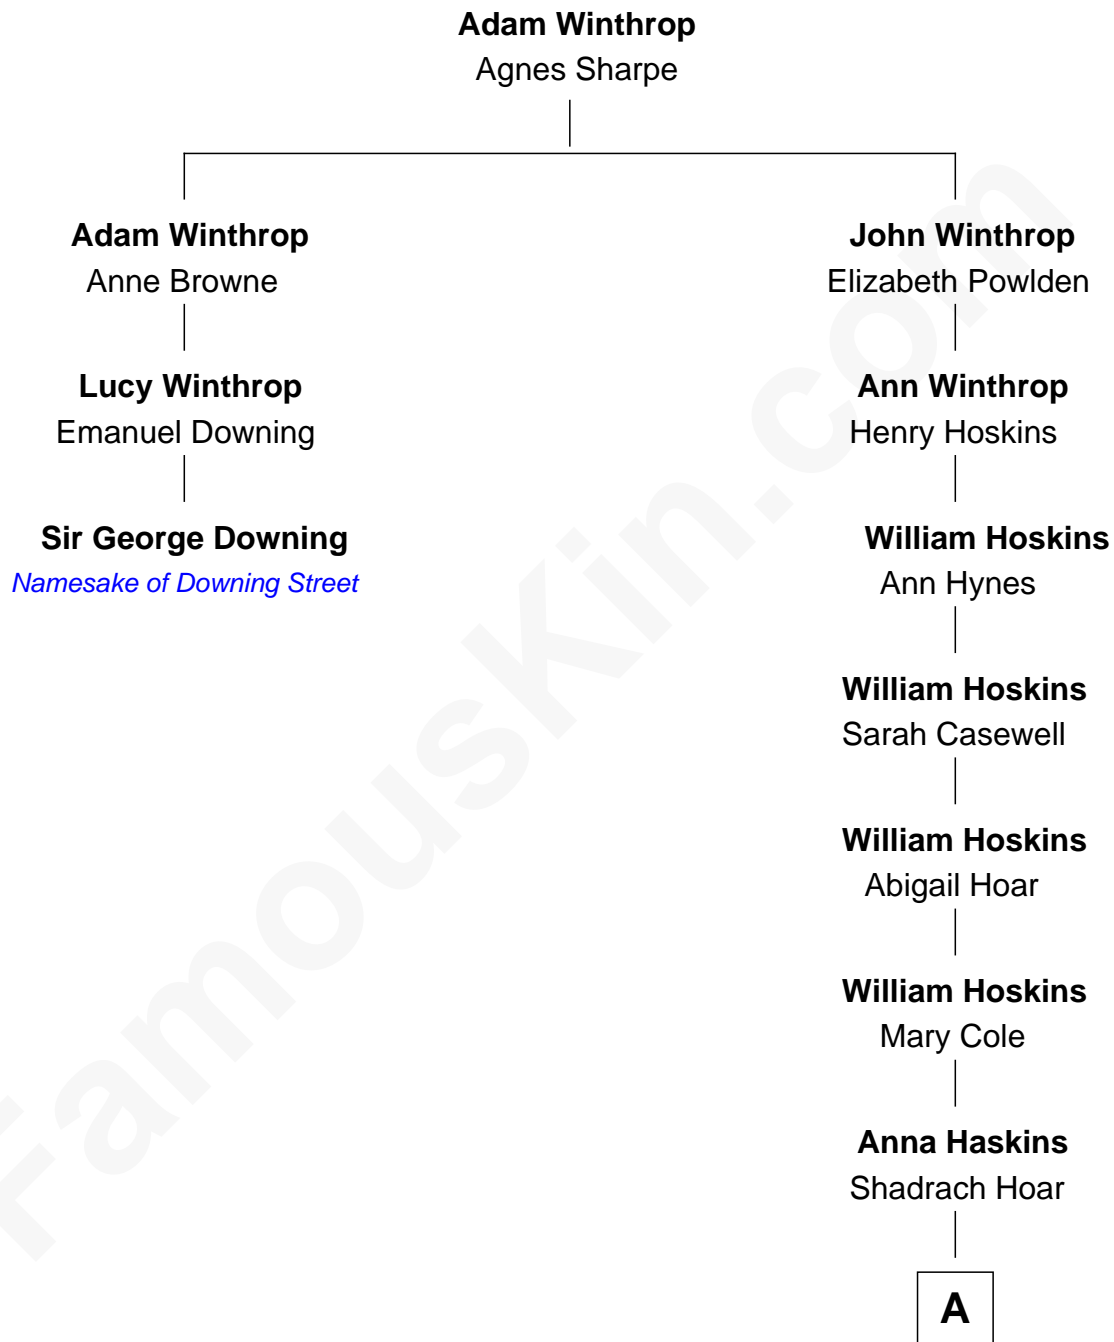 Adam Winthrop
Agnes Sharpe
Adam Winthrop
Anne Browne
Lucy Winthrop
Emanuel Downing
Sir George Downing
Namesake of Downing Street
John Winthrop
Elizabeth Powlden
Ann Winthrop
Henry Hoskins
William Hoskins
Ann Hynes
William Hoskins
Sarah Casewell
William Hoskins
Abigail Hoar
William Hoskins
Mary Cole
Anna Haskins
Shadrach Hoar
A
FamousKin.com